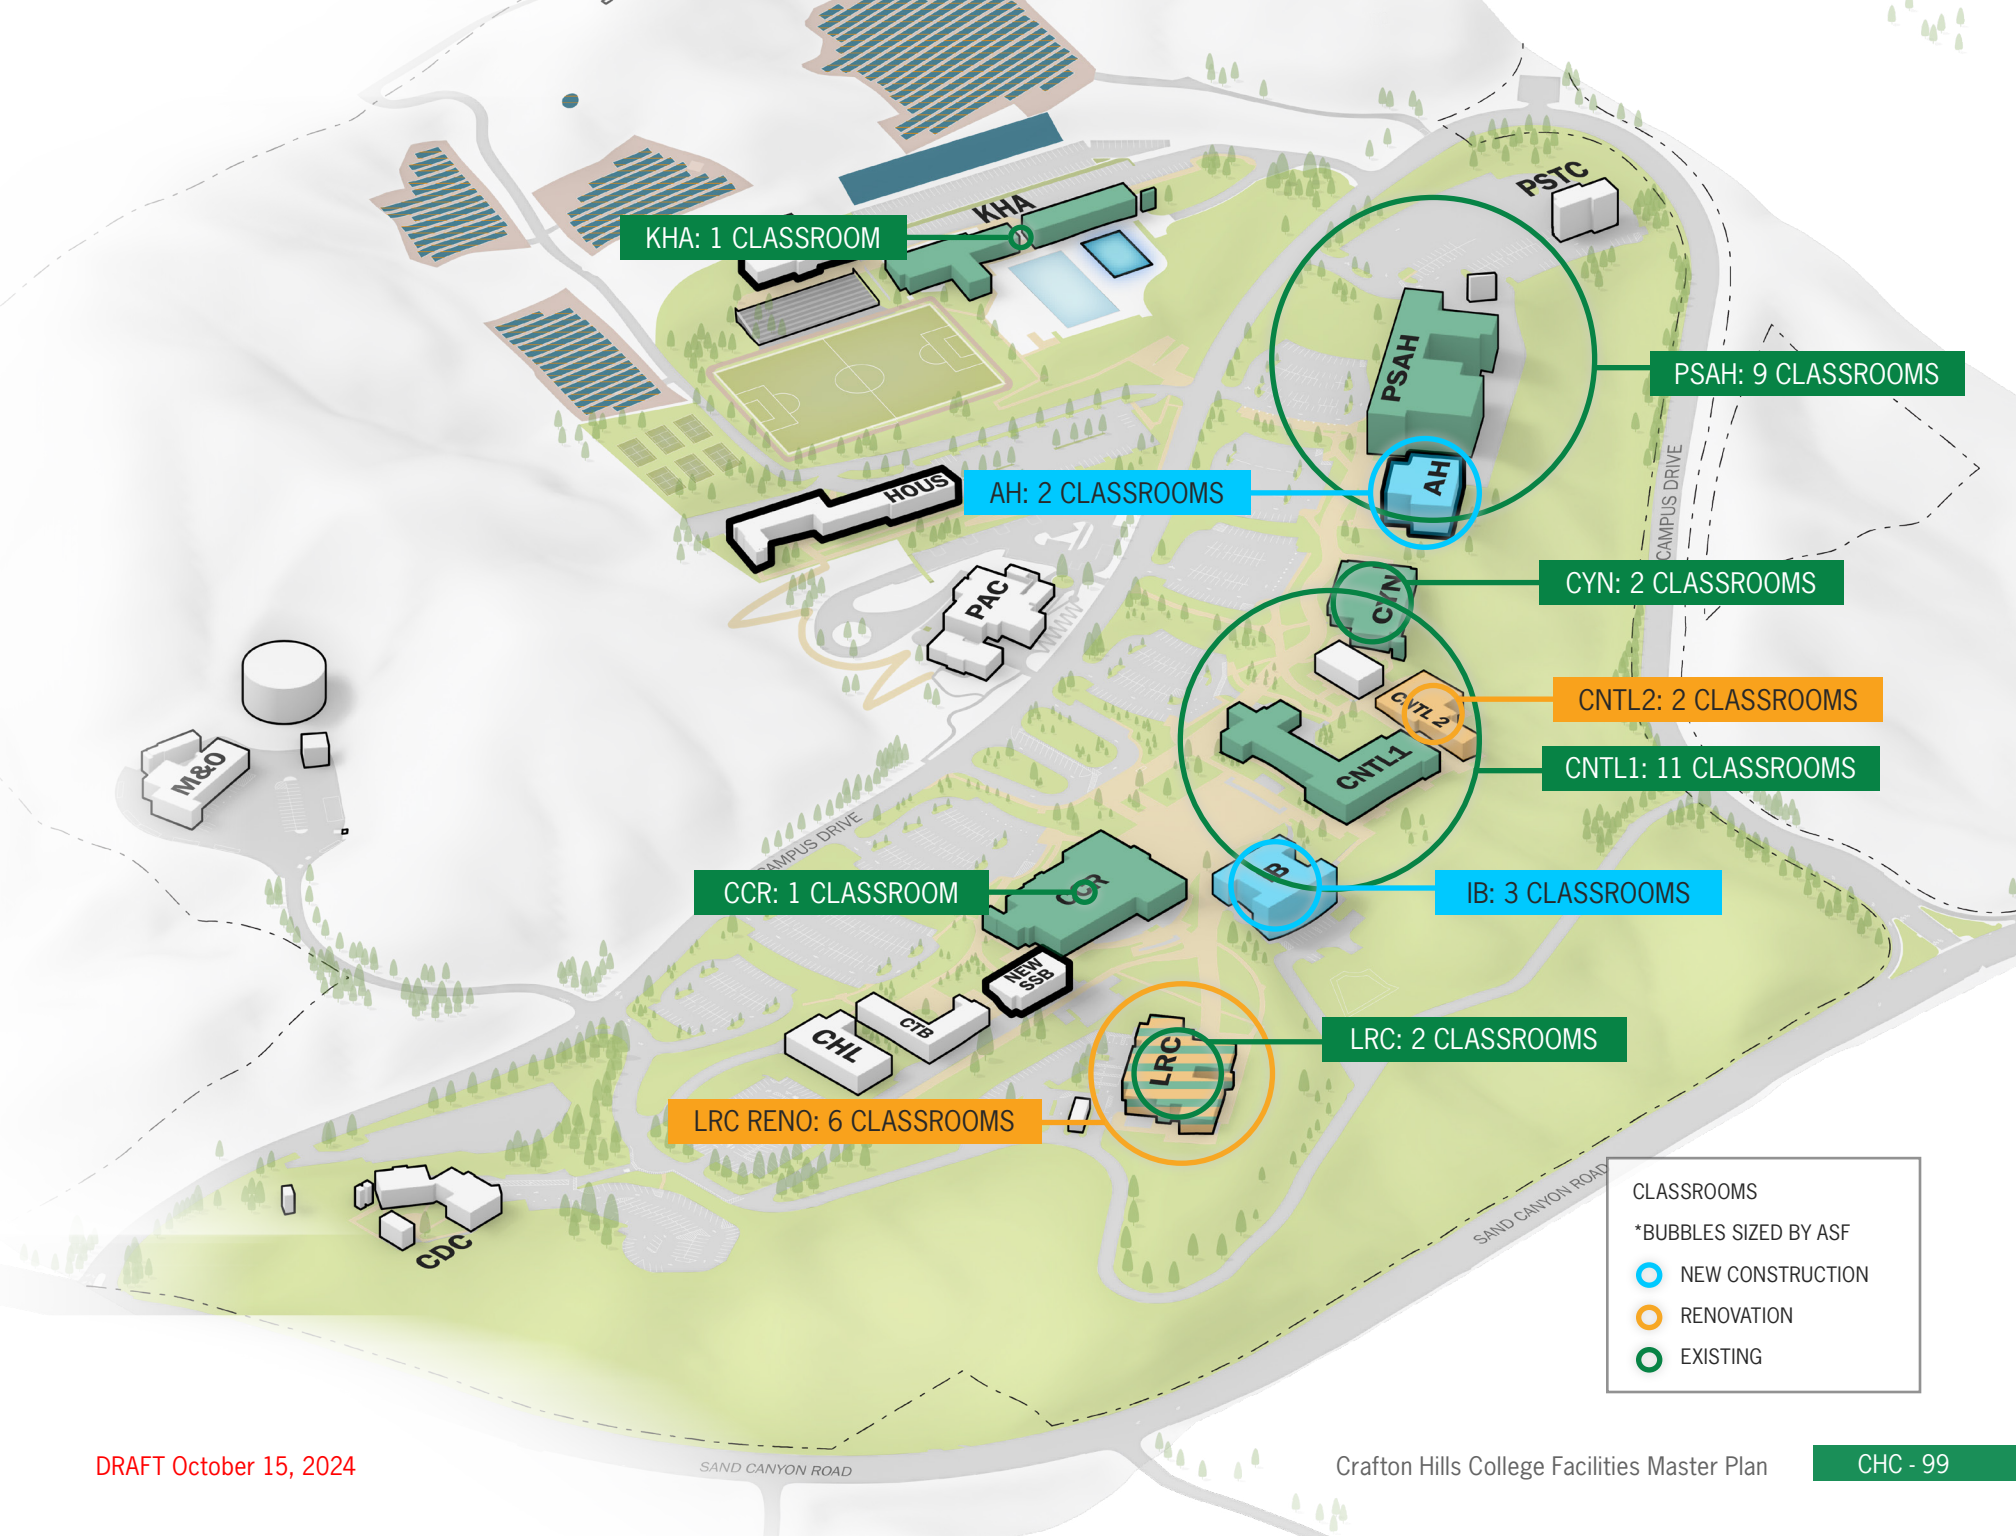 PSTC
KHA
KHA: 1 CLASSROOM
PSAH
PSAH: 9 CLASSROOMS
AH
AH: 2 CLASSROOMS
HOUS
CAMPUS DRIVE
CYN
CYN: 2 CLASSROOMS
PAC
CNTL 2
CNTL2: 2 CLASSROOMS
M&O
CNTL1
CNTL1: 11 CLASSROOMS
CAMPUS DRIVE
CCR
CCR: 1 CLASSROOM
IB: 3 CLASSROOMS
NEW
SSB
CTB
CHL
LRC
LRC: 2 CLASSROOMS
LRC RENO: 6 CLASSROOMS
CDC
SAND CANYON ROAD
CLASSROOMS
*BUBBLES SIZED BY ASF
NEW CONSTRUCTION
RENOVATION
EXISTING
SAND CANYON ROAD
DRAFT October 15, 2024
Crafton Hills College Facilities Master Plan
CHC - 99